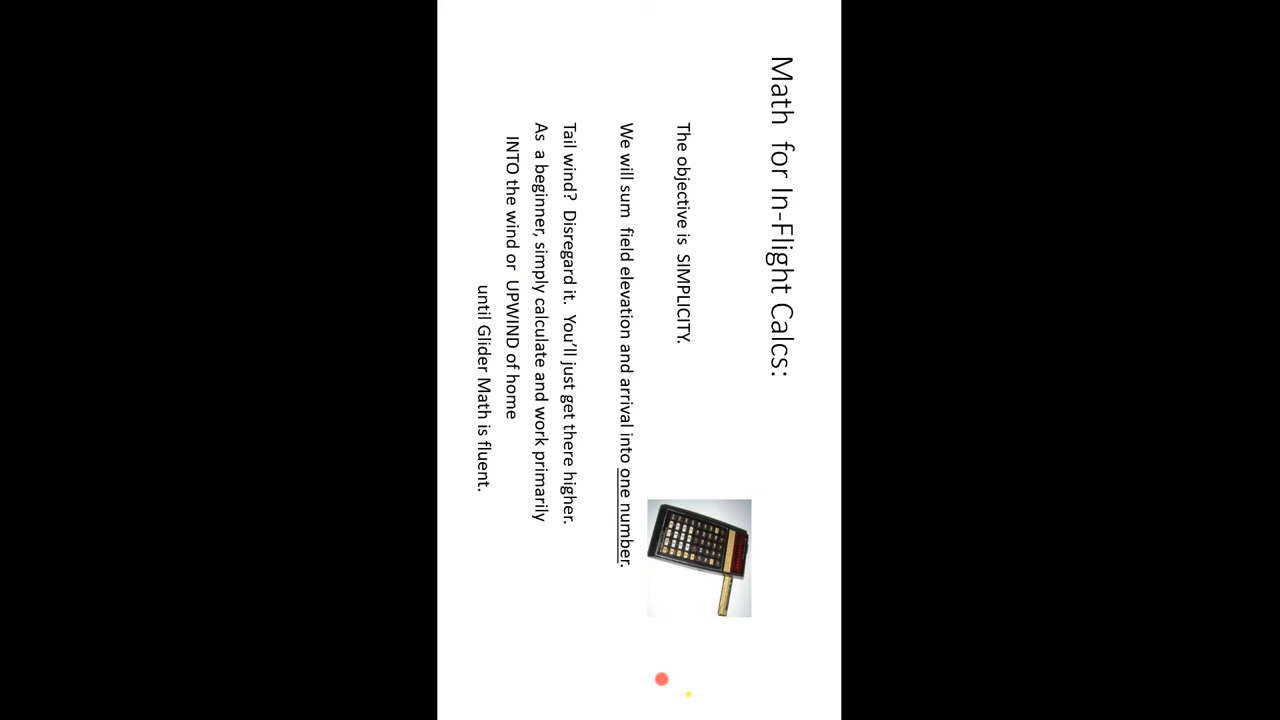 Math for In-Flight Calcs:
The objective is SIMPLICITY.
We will sum field elevation and arrival into one number.
Tail wind? Disregard it. You'll just get there higher.
As a beginner, simply calculate and work primarily
INTO the wind or UPWIND of home
until Glider Math is fluent.